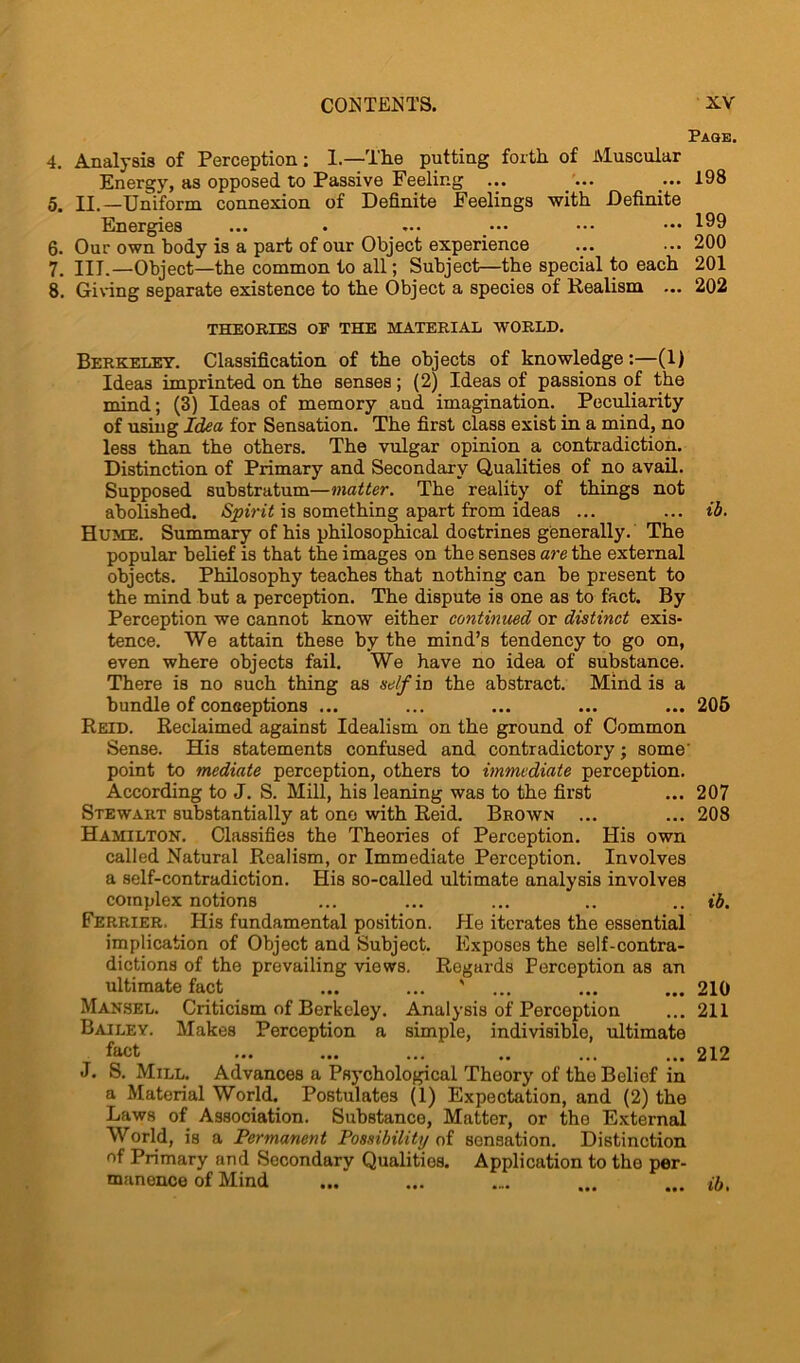 CONTENTS. XV
PAGE.
4. Analysis of Perception: I.—The putting forth of Muscular
Energy, as opposed to Passive Feeling ... ... ... 198
5. II.—Uniform connexion of Definite Feelings with Definite
Energies ... . ... ... ... ... 199
6. Our own body is a part of our Object experience ... ... 200
7. III.—Object—the common to all; Subject—the special to each 201
8. Giving separate existence to the Object a species of Realism ... 202
THEORIES OF THE MATERIAL WORLD.
BERKELEY. Classification of the objects of knowledge:—(1)
Ideas imprinted on the senses; (2) Ideas of passions of the
mind; (3) Ideas of memory and imagination. Peculiarity
of using Idea for Sensation. The first class exist in a mind, no
less than the others. The vulgar opinion a contradiction.
Distinction of Primary and Secondary Qualities of no avail.
Supposed substratum—matter. The reality of things not
abolished. Spirit is something apart from ideas ... ... ib.
HUME. Summary of his philosophical doctrines generally. The
popular belief is that the images on the senses are the external
objects. Philosophy teaches that nothing can be present to
the mind but a perception. The dispute is one as to fact. By
Perception we cannot know either continued or distinct exis-
tence. We attain these by the mind's tendency to go on,
even where objects fail. We have no idea of substance.
There is no such thing as self in the abstract. Mind is a
bundle of conceptions ... ... ... ... ... 205
REID. Reclaimed against Idealism on the ground of Common
Sense. His statements confused and contradictory; some
point to mediate perception, others to immediate perception.
According to J. S. Mill, his leaning was to the first ... 207
STEWART substantially at one with Reid. BROWN ... ... 208
HAMILTON. Classifies the Theories of Perception. His own
called Natural Realism, or Immediate Perception. Involves
a self-contradiction. His so-called ultimate analysis involves
complex notions ... ... ... .. .. ib.
FERRIER. His fundamental position. He iterates the essential
implication of Object and Subject. Exposes the self-contra-
dictions of the prevailing views. Regards Perception as an
ultimate fact ... ... ' ... ... ... 210
MANSEL. Criticism of Berkeley. Analysis of Perception ... 211
BAILEY. Makes Perception a simple, indivisible, ultimate
fact ... ... ... .. ... ... 212
J. S. MILL. Advances a Psychological Theory of the Belief in
a Material World. Postulates (1) Expectation, and (2) the
Laws of Association. Substance, Matter, or the External
World, is a Permanent Possibility of sensation. Distinction
of Primary and Secondary Qualities. Application to the per-
manence of Mind ... ... ... ... ... ib.